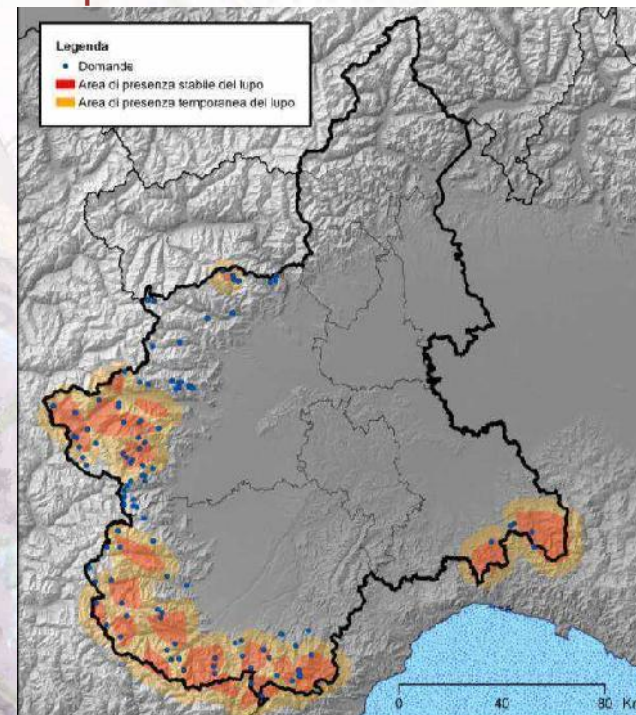 Legenda
Domande
Area di presenza stabile del lupo
Area di presenza temporanea del lupo
0 40 80